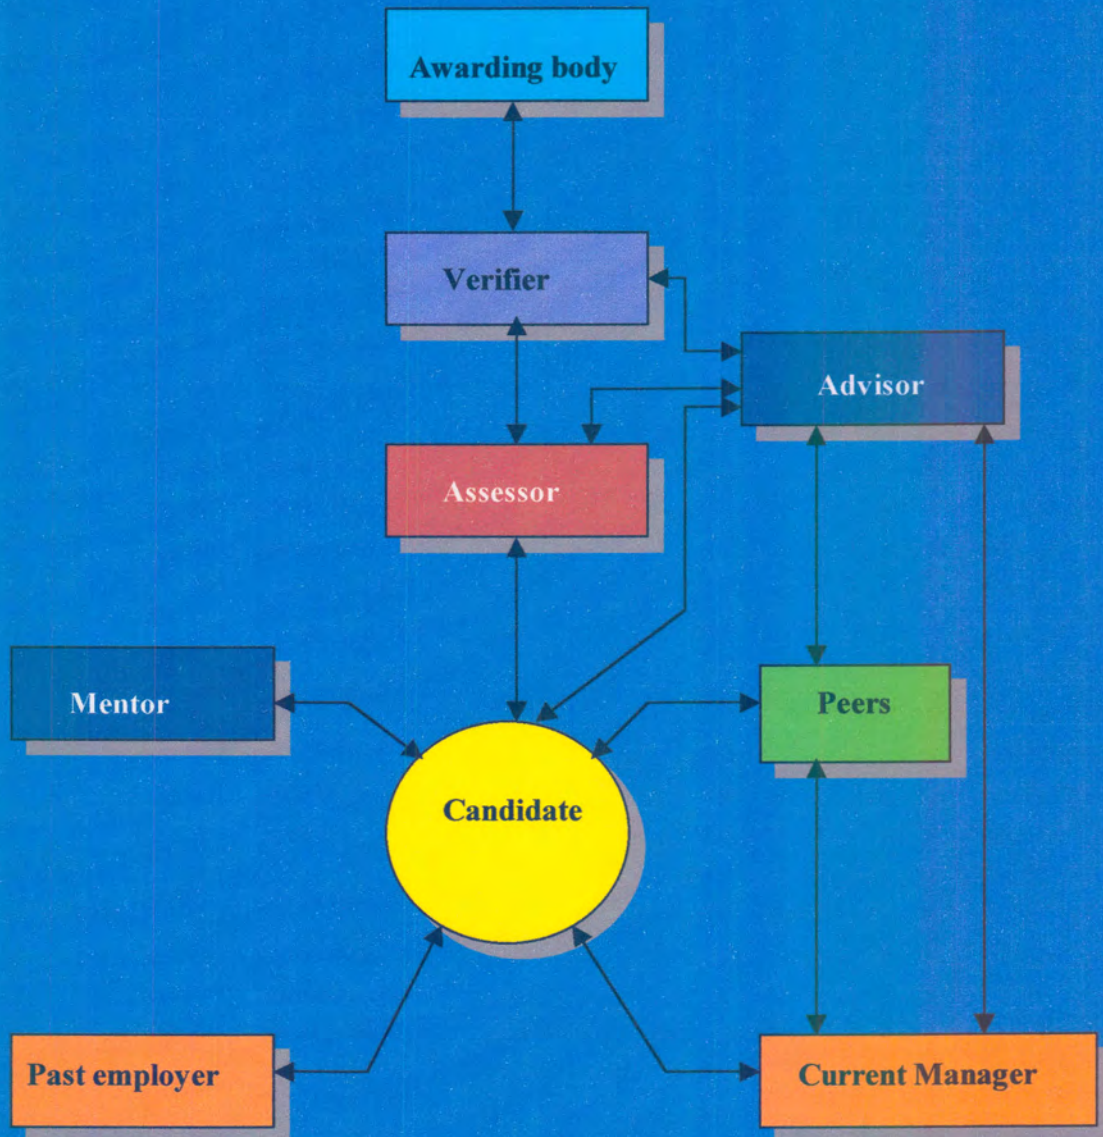 Awarding body
Verifier
Advisor
Assessor
Mentor
Peers
Candidate
Past employer
Current Manager